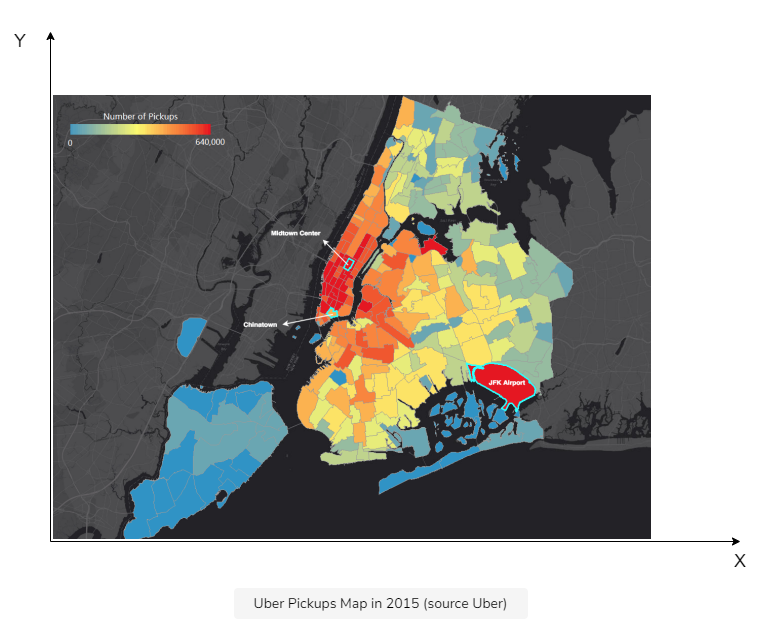 Y
Number of Pickups
0
640,000
Midtown Center
Chinatown
JFK Airport
X
Uber Pickups Map in 2015 (source Uber)